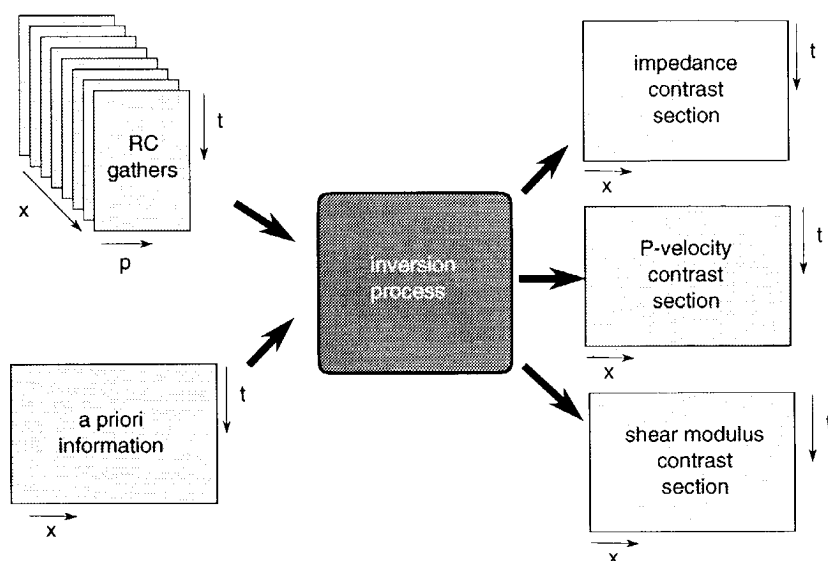 RC
gathers
t
x
p
a priori
information
t
x
inversion
process
impedance
contrast
section
t
x
P-velocity
contrast
section
t
x
shear modulus
contrast
section
t
x